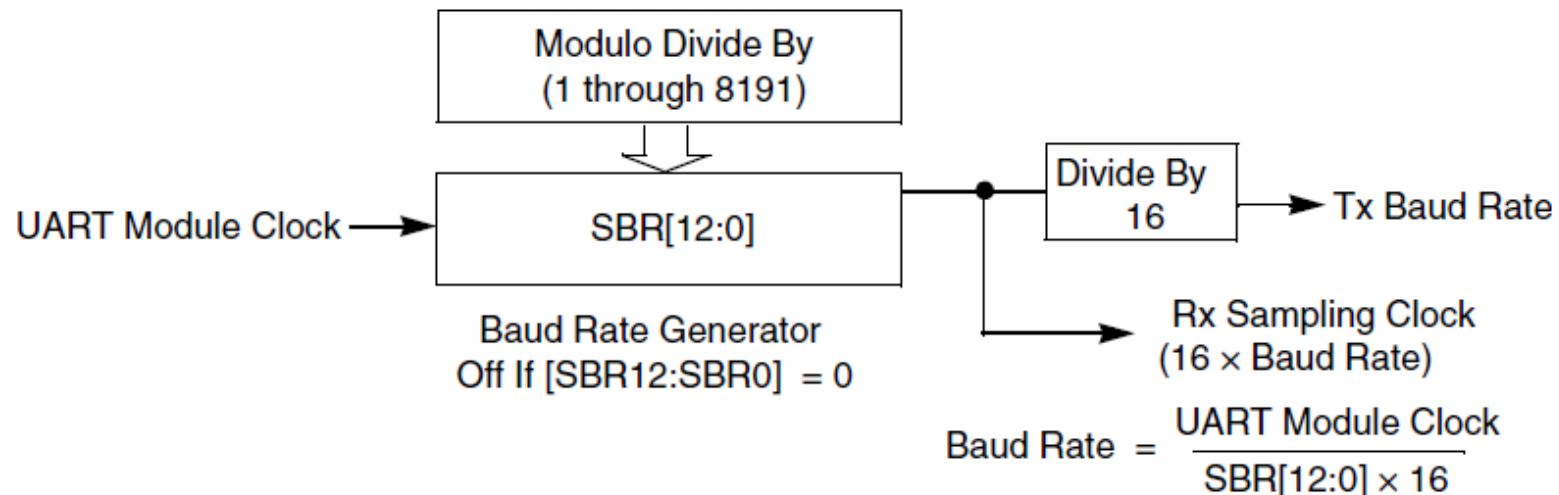 Modulo Divide By
(1 through 8191)
UART Module Clock
SBR[12:0]
Divide By
16
Tx Baud Rate
Baud Rate Generator
Off If [SBR12:SBR0] = 0
Rx Sampling Clock
(16 × Baud Rate)
Baud Rate = UART Module Clock
SBR[12:0] × 16